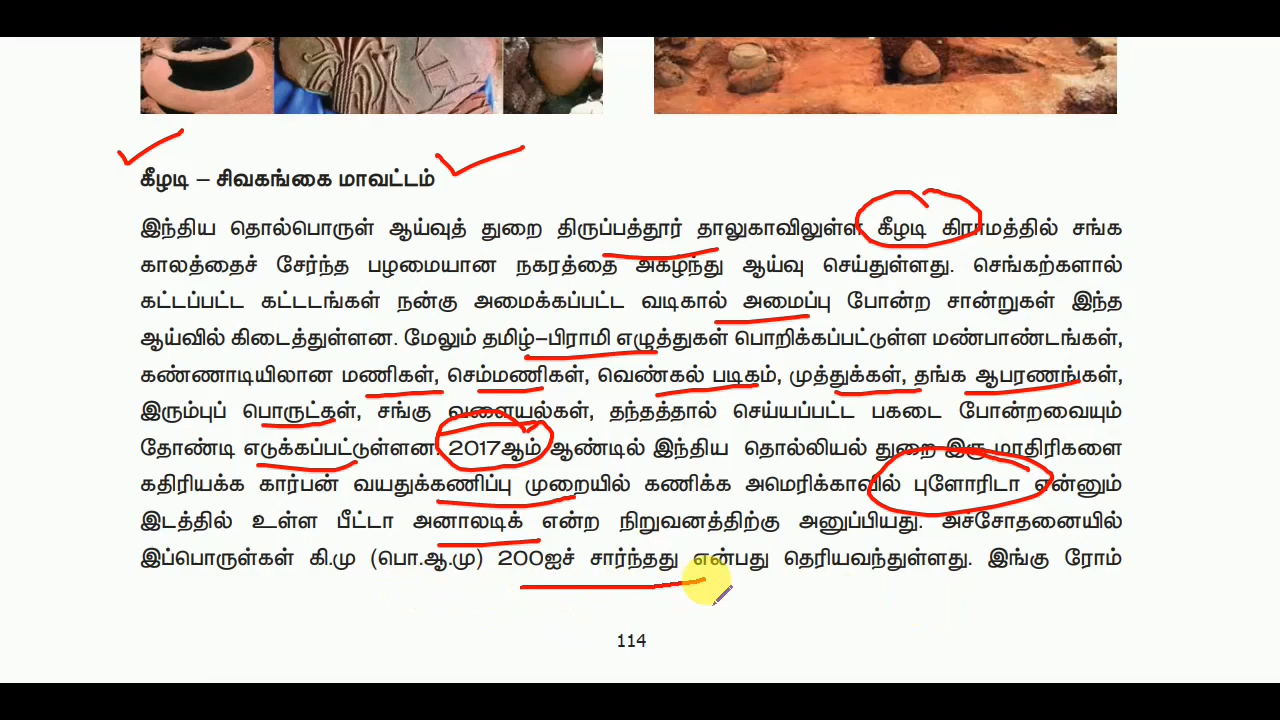 கீழடி – சிவகங்கை மாவட்டம்
இந்திய தொல்பொருள் ஆய்வுத் துறை திருப்பத்தூர் தாலுகாவிலுள்ள கீழடி கிராமத்தில் சங்க
காலத்தைச் சேர்ந்த பழமையான நகரத்தை அகழ்ந்து ஆய்வு செய்துள்ளது. செங்கற்களால்
கட்டப்பட்ட கட்டடங்கள் நன்கு அமைக்கப்பட்ட வடிகால் அமைப்பு போன்ற சான்றுகள் இந்த
ஆய்வில் கிடைத்துள்ளன. மேலும் தமிழ்–பிராமி எழுத்துகள் பொறிக்கப்பட்டுள்ள மண்பாண்டங்கள்,
கண்ணாடியிலான மணிகள், செம்மணிகள், வெண்கல் படிகம், முத்துக்கள், தங்க ஆபரணங்கள்,
இரும்புப் பொருட்கள், சங்கு வளையல்கள், தந்தத்தால் செய்யப்பட்ட பகடை போன்றவையும்
தோண்டி எடுக்கப்பட்டுள்ளன. 2017ஆம் ஆண்டில் இந்திய தொல்லியல் துறை இரு மாதிரிகளை
கதிரியக்க கார்பன் வயதுக்கணிப்பு முறையில் கணிக்க அமெரிக்காவில் புளோரிடா என்னும்
இடத்தில் உள்ள பீட்டா அனாலடிக் என்ற நிறுவனத்திற்கு அனுப்பியது. அச்சோதனையில்
இப்பொருள்கள் கி.மு (பொ.ஆ.மு) 200ஐச் சார்ந்தது என்பது தெரியவந்துள்ளது. இங்கு ரோம்
114